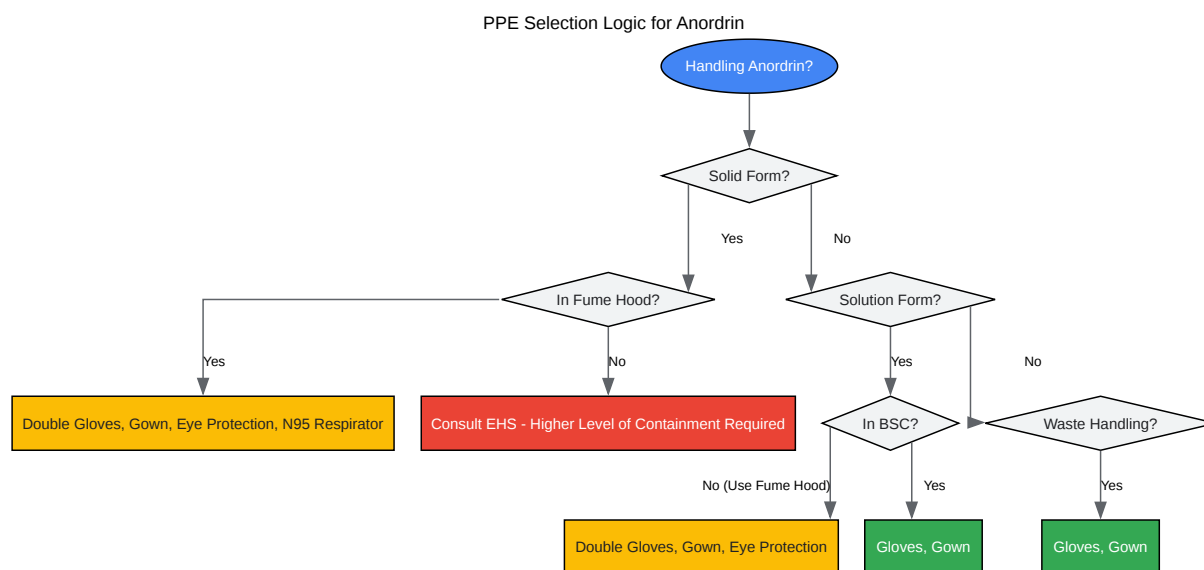 PPE Selection Logic for Anordrin
Handling Anordrin?
Solid Form?
Yes
No
In Fume Hood?
Solution Form?
Yes
No
Yes
No
Double Gloves, Gown, Eye Protection, N95 Respirator
Consult EHS - Higher Level of Containment Required
In BSC?
Waste Handling?
No (Use Fume Hood)
Yes
Yes
Double Gloves, Gown, Eye Protection
Gloves, Gown
Gloves, Gown